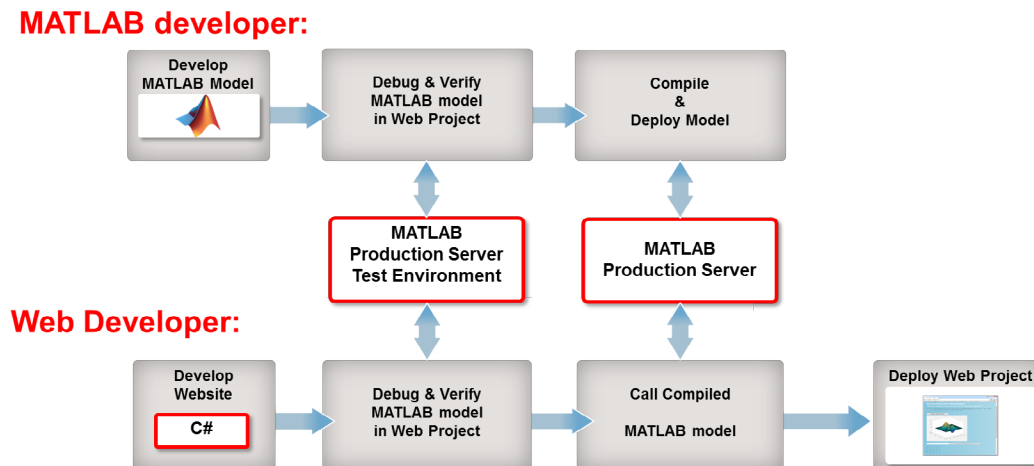 MATLAB developer:
Develop
MATLAB Model
Debug & Verify
MATLAB model
in Web Project
Compile
&
Deploy Model
MATLAB
Production Server
Test Environment
MATLAB
Production Server
Web Developer:
Develop
Website
C#
Debug & Verify
MATLAB model
in Web Project
Call Compiled
MATLAB model
Deploy Web Project